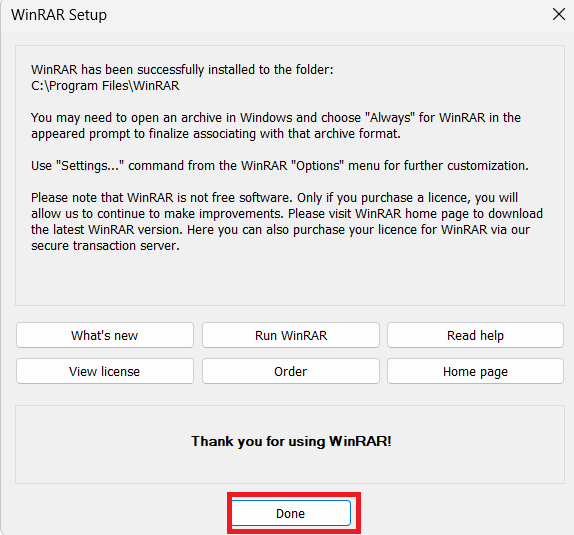 WinRAR Setup
WinRAR has been successfully installed to the folder:
C:\Program Files\WinRAR
You may need to open an archive in Windows and choose "Always" for WinRAR in the
appeared prompt to finalize associating with that archive format.
Use "Settings..." command from the WinRAR "Options" menu for further customization.
Please note that WinRAR is not free software. Only if you purchase a licence, you will
allow us to continue to make improvements. Please visit WinRAR home page to download
the latest WinRAR version. Here you can also purchase your licence for WinRAR via our
secure transaction server.
What's new
Run WinRAR
Read help
View license
Order
Home page
Thank you for using WinRAR!
Done